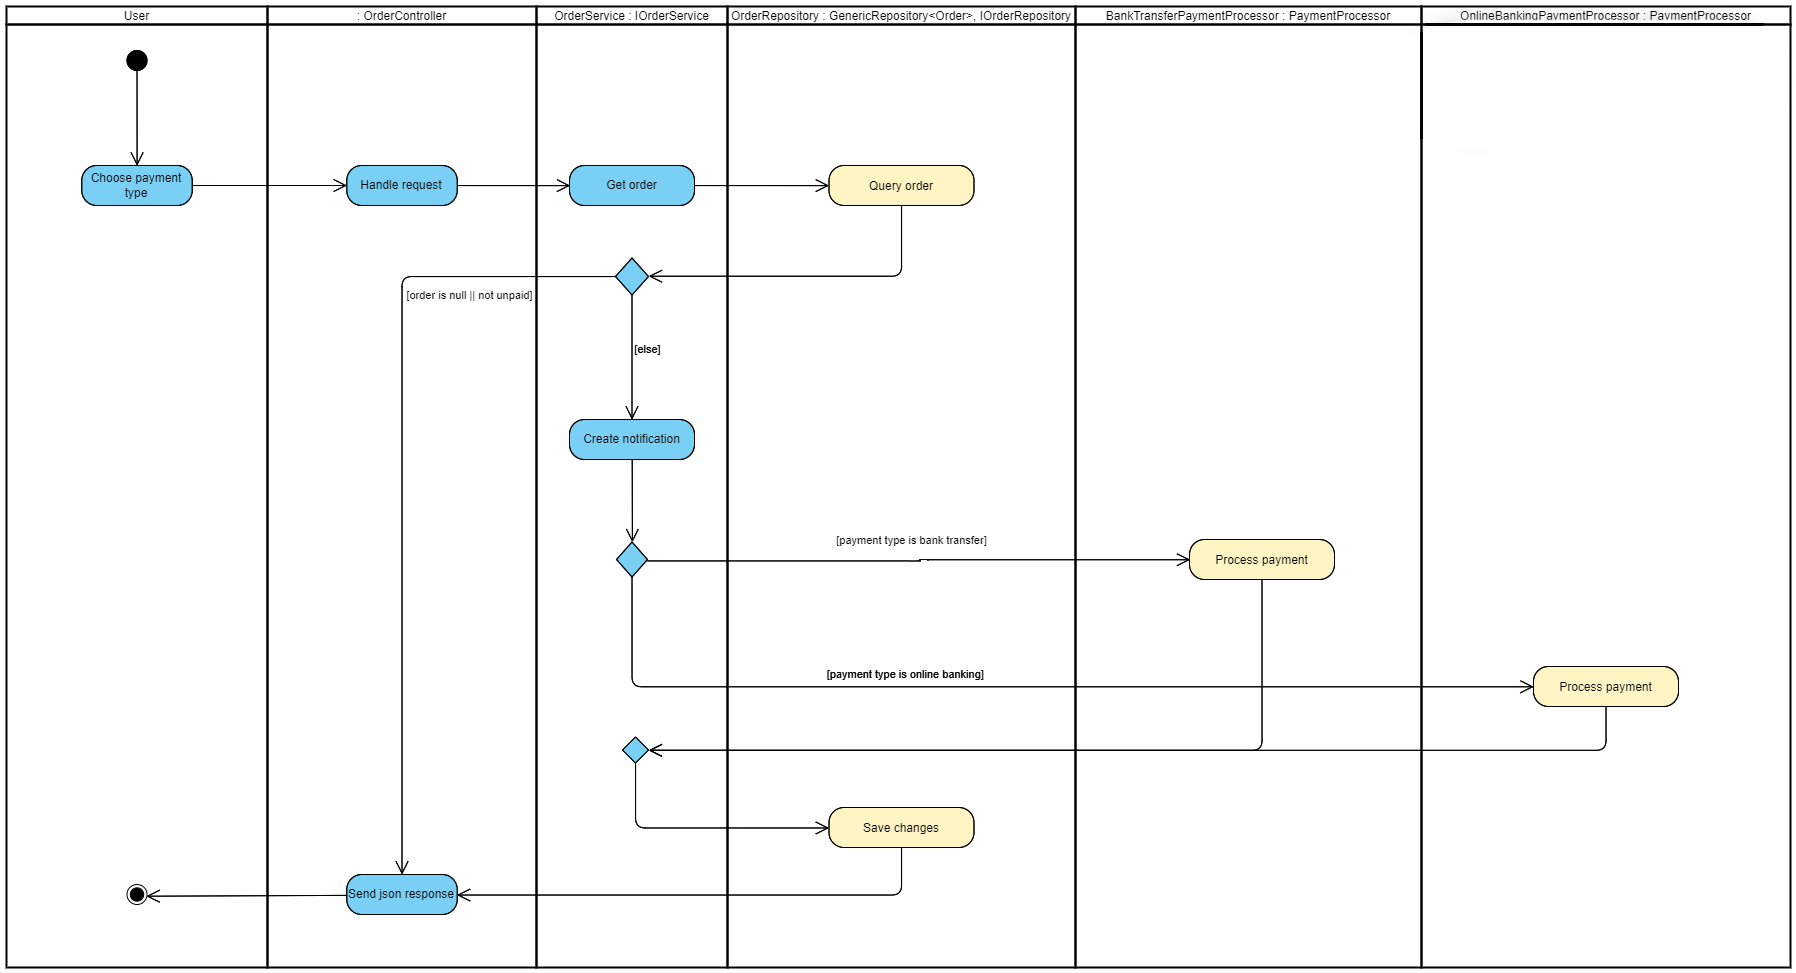 User
: OrderController
OrderService : IOrderService
OrderRepository : GenericRepository<Order>, IOrderRepository
BankTransferPaymentProcessor : PaymentProcessor
OnlineBankingPaymentProcessor : PaymentProcessor
Choose payment
type
Handle request
Get order
Query order
[order is null || not unpaid]
[else]
Create notification
[payment type is bank transfer]
Process payment
[payment type is online banking]
Process payment
Save changes
Send json response